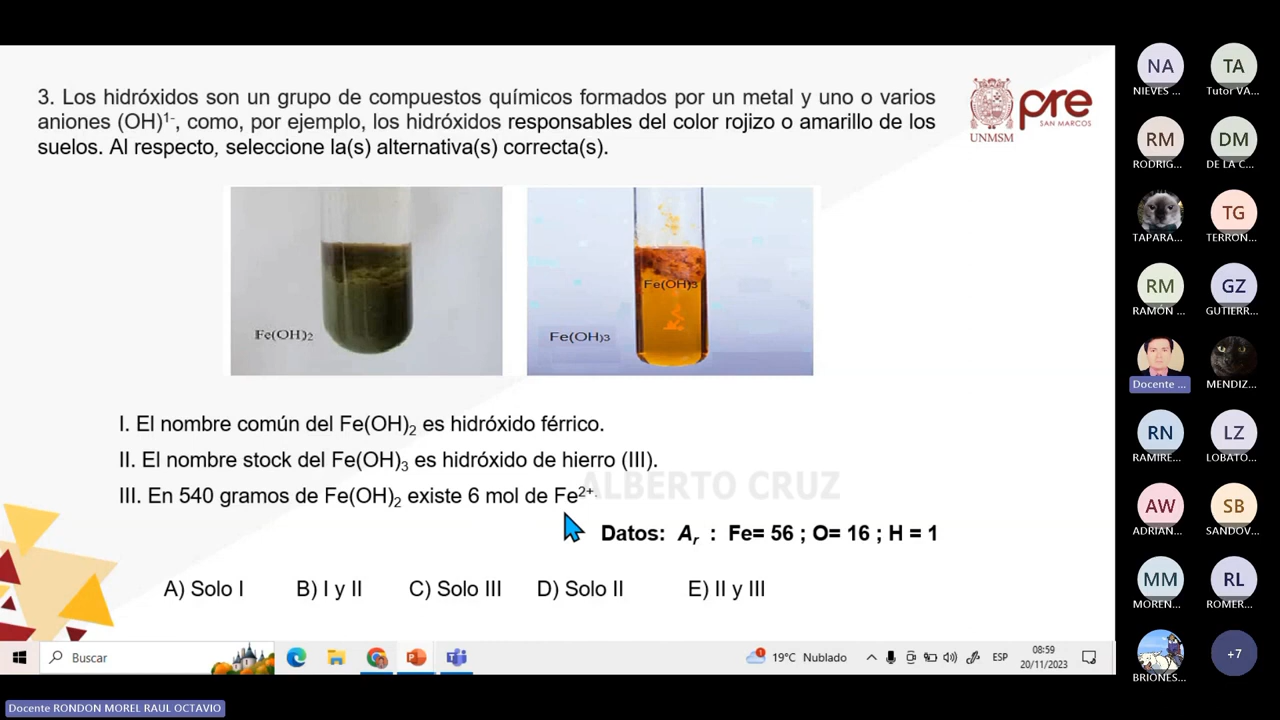 3. Los hidróxidos son un grupo de compuestos químicos formados por un metal y uno o varios
aniones (OH)¹⁻, como, por ejemplo, los hidróxidos responsables del color rojizo o amarillo de los
suelos. Al respecto, seleccione la(s) alternativa(s) correcta(s).
UNMSM
pre
SAN MARCOS
Fe(OH)₂
Fe(OH)₃
Fe(OH)₃
I. El nombre común del Fe(OH)₂ es hidróxido férrico.
II. El nombre stock del Fe(OH)₃ es hidróxido de hierro (III).
III. En 540 gramos de Fe(OH)₂ existe 6 mol de Fe²⁺.
ALBERTO CRUZ
Datos: Aᵣ : Fe= 56 ; O= 16 ; H = 1
A) Solo I B) I y II C) Solo III D) Solo II E) II y III
NA
TA
NIEVES ...
Tutor VA...
RM
DM
RODRIG...
DE LA C...
TG
TAPARA...
TERRON...
RM
GZ
RAMÓN ...
GUTIERR...
Docente ...
MENDIZ...
RN
LZ
RAMIRE...
LOBATO...
AW
SB
ADRIAN...
SANDOV...
MM
RL
MOREN...
ROMER...
+7
BRIONES...
Buscar
1
19°C Nublado
ESP
08:59
20/11/2023
Docente RONDON MOREL RAUL OCTAVIO